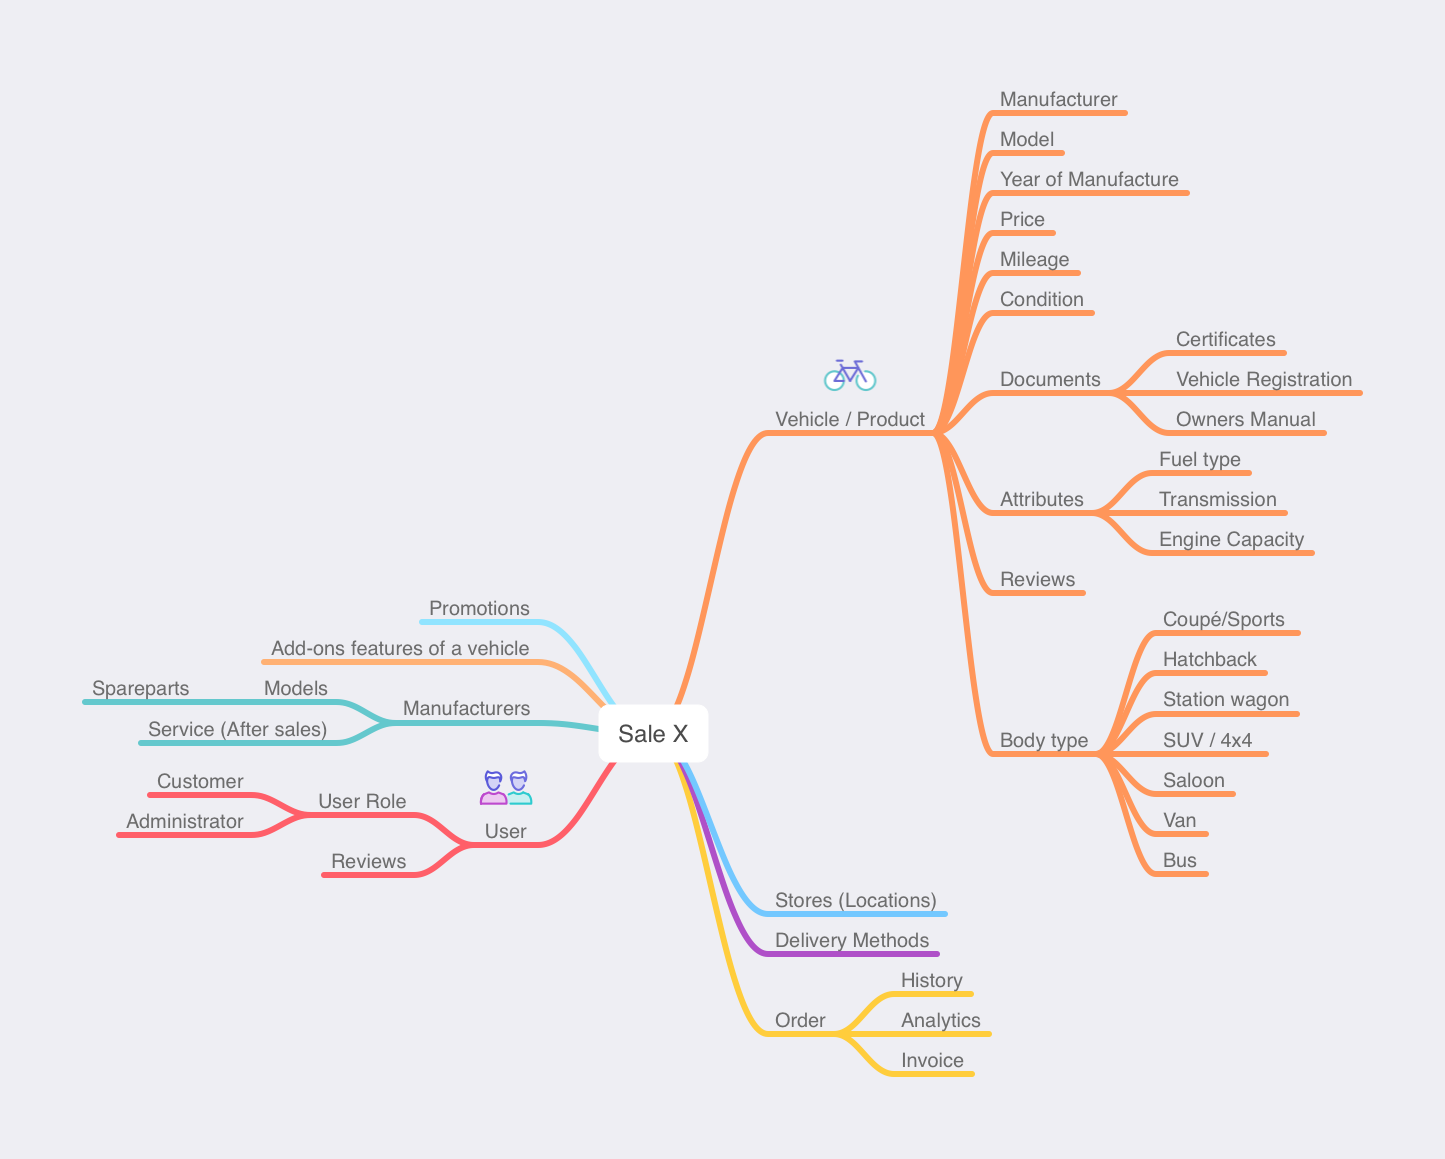 Sale X
Vehicle / Product
Manufacturer
Model
Year of Manufacture
Price
Mileage
Condition
Documents
Certificates
Vehicle Registration
Owners Manual
Attributes
Fuel type
Transmission
Engine Capacity
Reviews
Body type
Coupé/Sports
Hatchback
Station wagon
SUV / 4x4
Saloon
Van
Bus
Stores (Locations)
Delivery Methods
Order
History
Analytics
Invoice
Promotions
Add-ons features of a vehicle
Manufacturers
Models
Spareparts
Service (After sales)
User
User Role
Customer
Administrator
Reviews